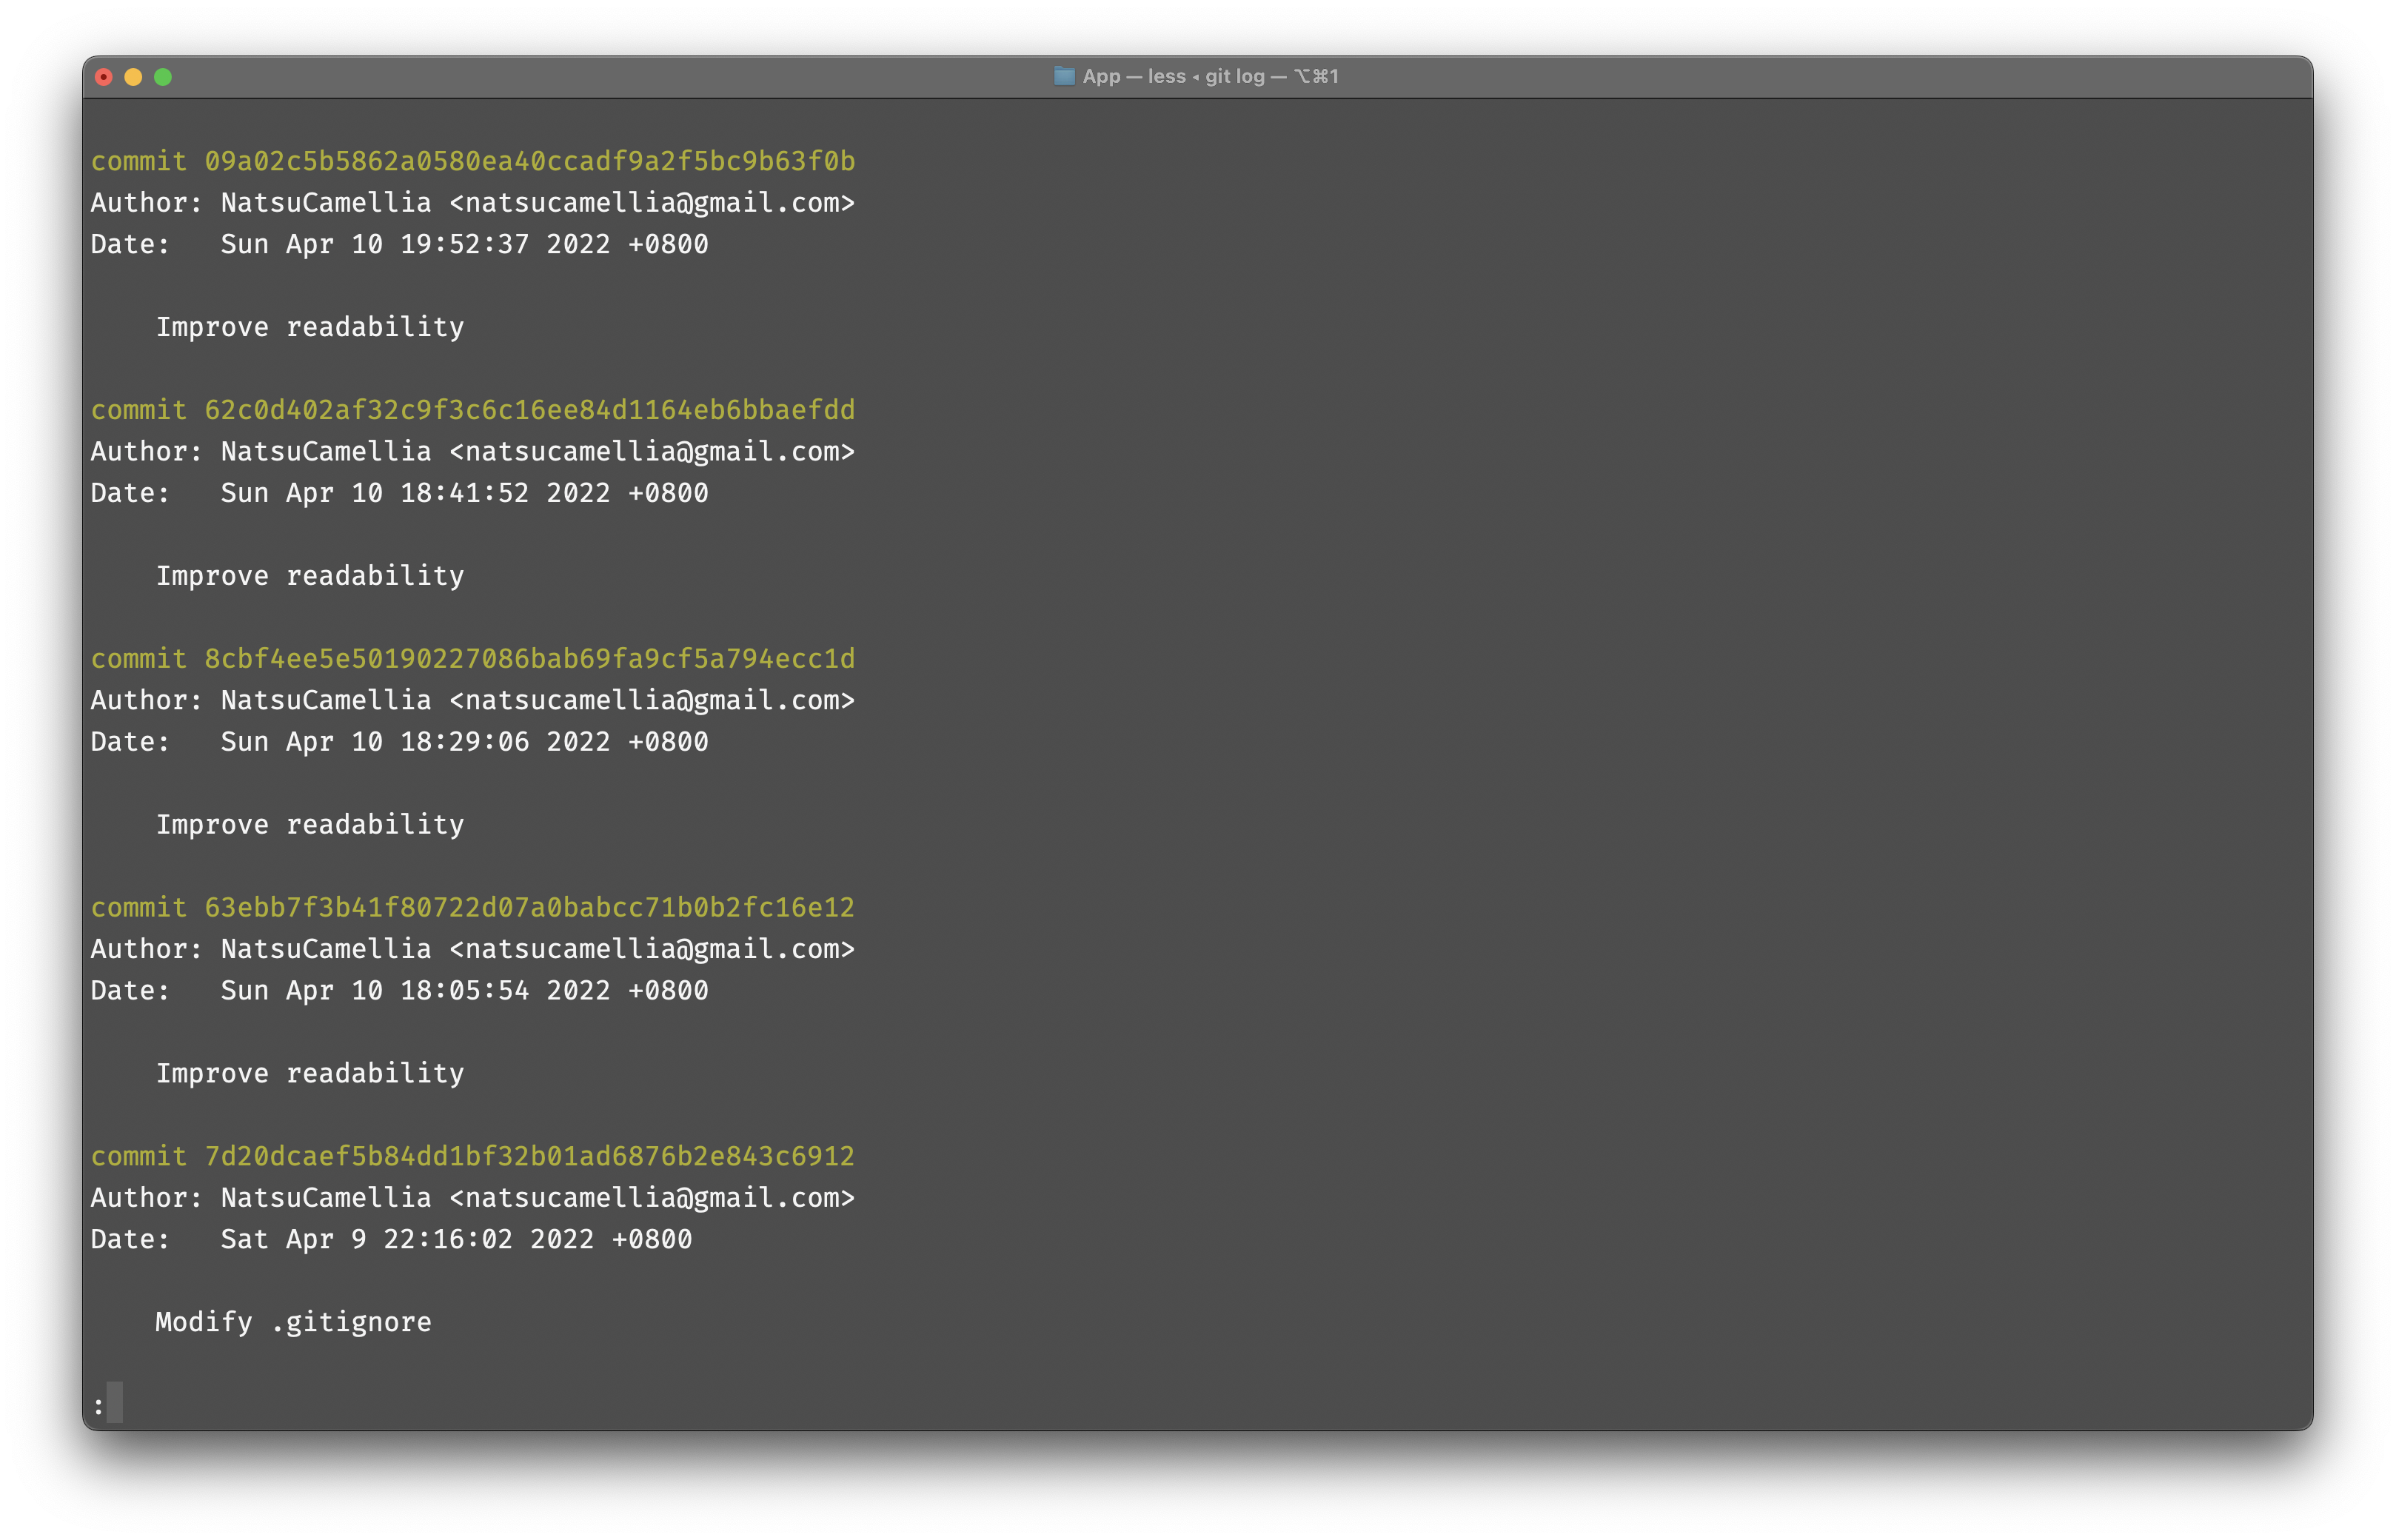 App — less ◂ git log — ⌥⌘1
commit 09a02c5b5862a0580ea40ccadf9a2f5bc9b63f0b
Author: NatsuCamellia <natsucamellia@gmail.com>
Date:   Sun Apr 10 19:52:37 2022 +0800
    Improve readability
commit 62c0d402af32c9f3c6c16ee84d1164eb6bbaefdd
Author: NatsuCamellia <natsucamellia@gmail.com>
Date:   Sun Apr 10 18:41:52 2022 +0800
    Improve readability
commit 8cbf4ee5e50190227086bab69fa9cf5a794ecc1d
Author: NatsuCamellia <natsucamellia@gmail.com>
Date:   Sun Apr 10 18:29:06 2022 +0800
    Improve readability
commit 63ebb7f3b41f80722d07a0babcc71b0b2fc16e12
Author: NatsuCamellia <natsucamellia@gmail.com>
Date:   Sun Apr 10 18:05:54 2022 +0800
    Improve readability
commit 7d20dcaef5b84dd1bf32b01ad6876b2e843c6912
Author: NatsuCamellia <natsucamellia@gmail.com>
Date:   Sat Apr 9 22:16:02 2022 +0800
    Modify .gitignore
: